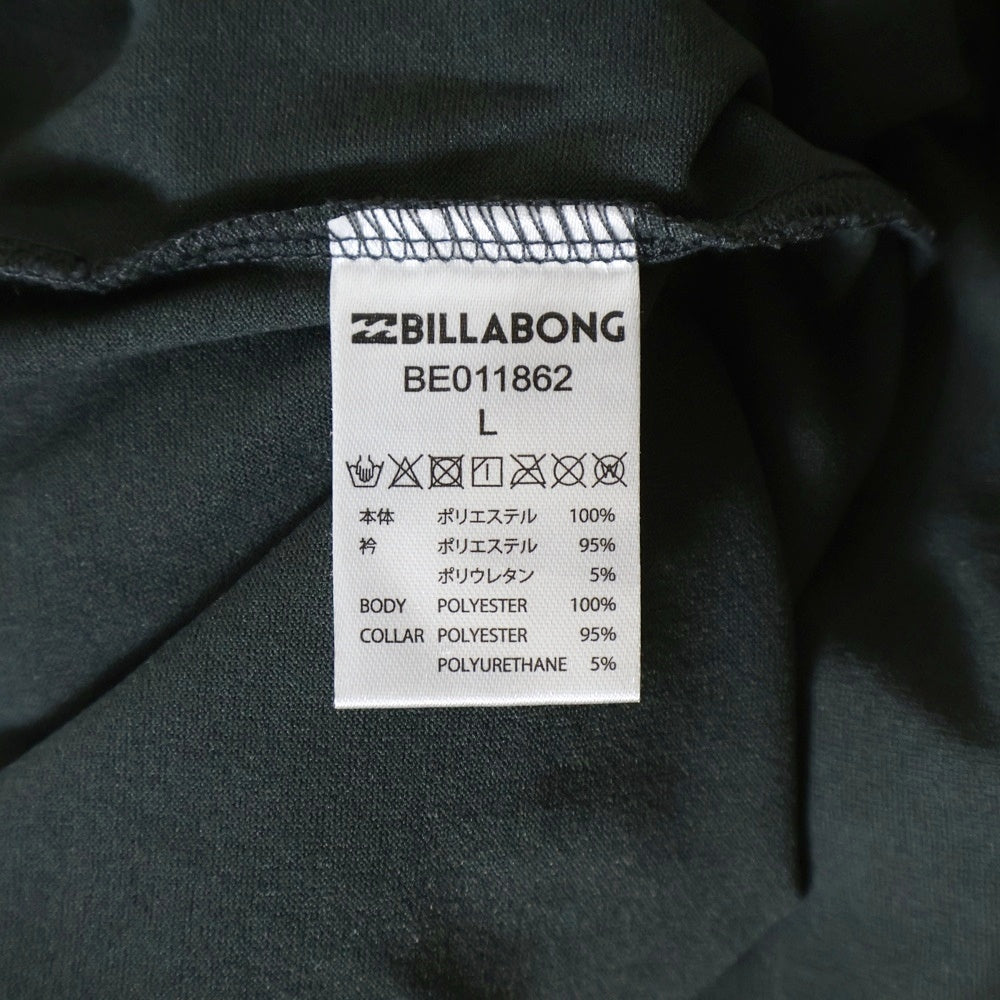 BILLABONG
BE011862
L
本体 ポリエステル 100%
衿 ポリエステル 95%
ポリウレタン 5%
BODY POLYESTER 100%
COLLAR POLYESTER 95%
POLYURETHANE 5%